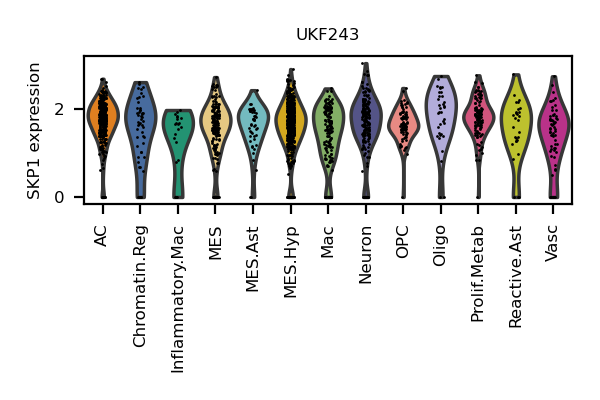 UKF243
SKP1 expression
2
0
AC
Chromatin.Reg
Inflammatory.Mac
MES
MES.Ast
MES.Hyp
Mac
Neuron
OPC
Oligo
Prolif.Metab
Reactive.Ast
Vasc